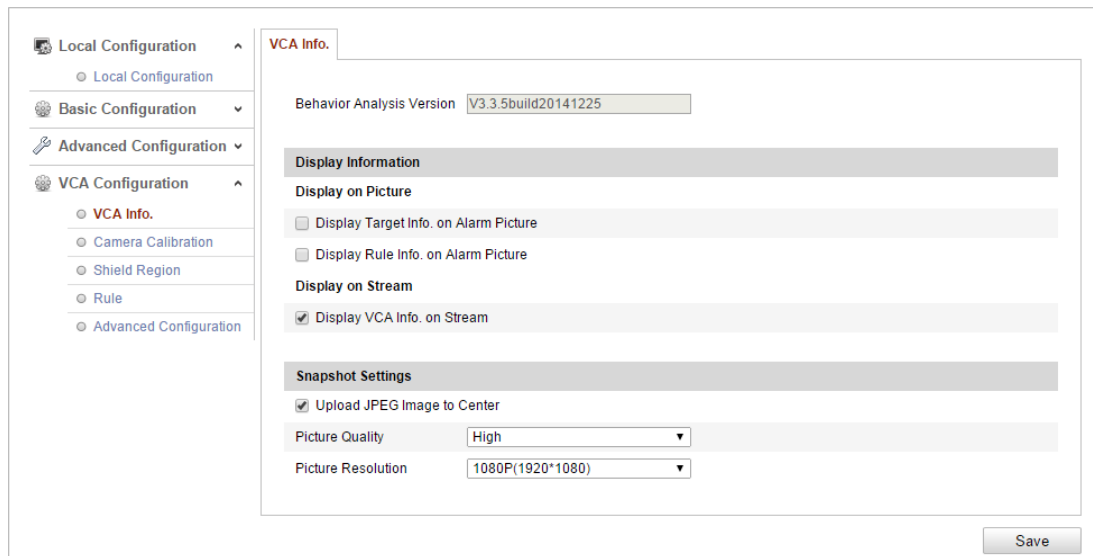 Local Configuration
Local Configuration
Basic Configuration
Advanced Configuration
VCA Configuration
VCA Info.
Camera Calibration
Shield Region
Rule
Advanced Configuration
VCA Info.
Behavior Analysis Version V3.3.5build20141225
Display Information
Display on Picture
Display Target Info. on Alarm Picture
Display Rule Info. on Alarm Picture
Display on Stream
Display VCA Info. on Stream
Snapshot Settings
Upload JPEG Image to Center
Picture Quality High
Picture Resolution 1080P(1920*1080)
Save